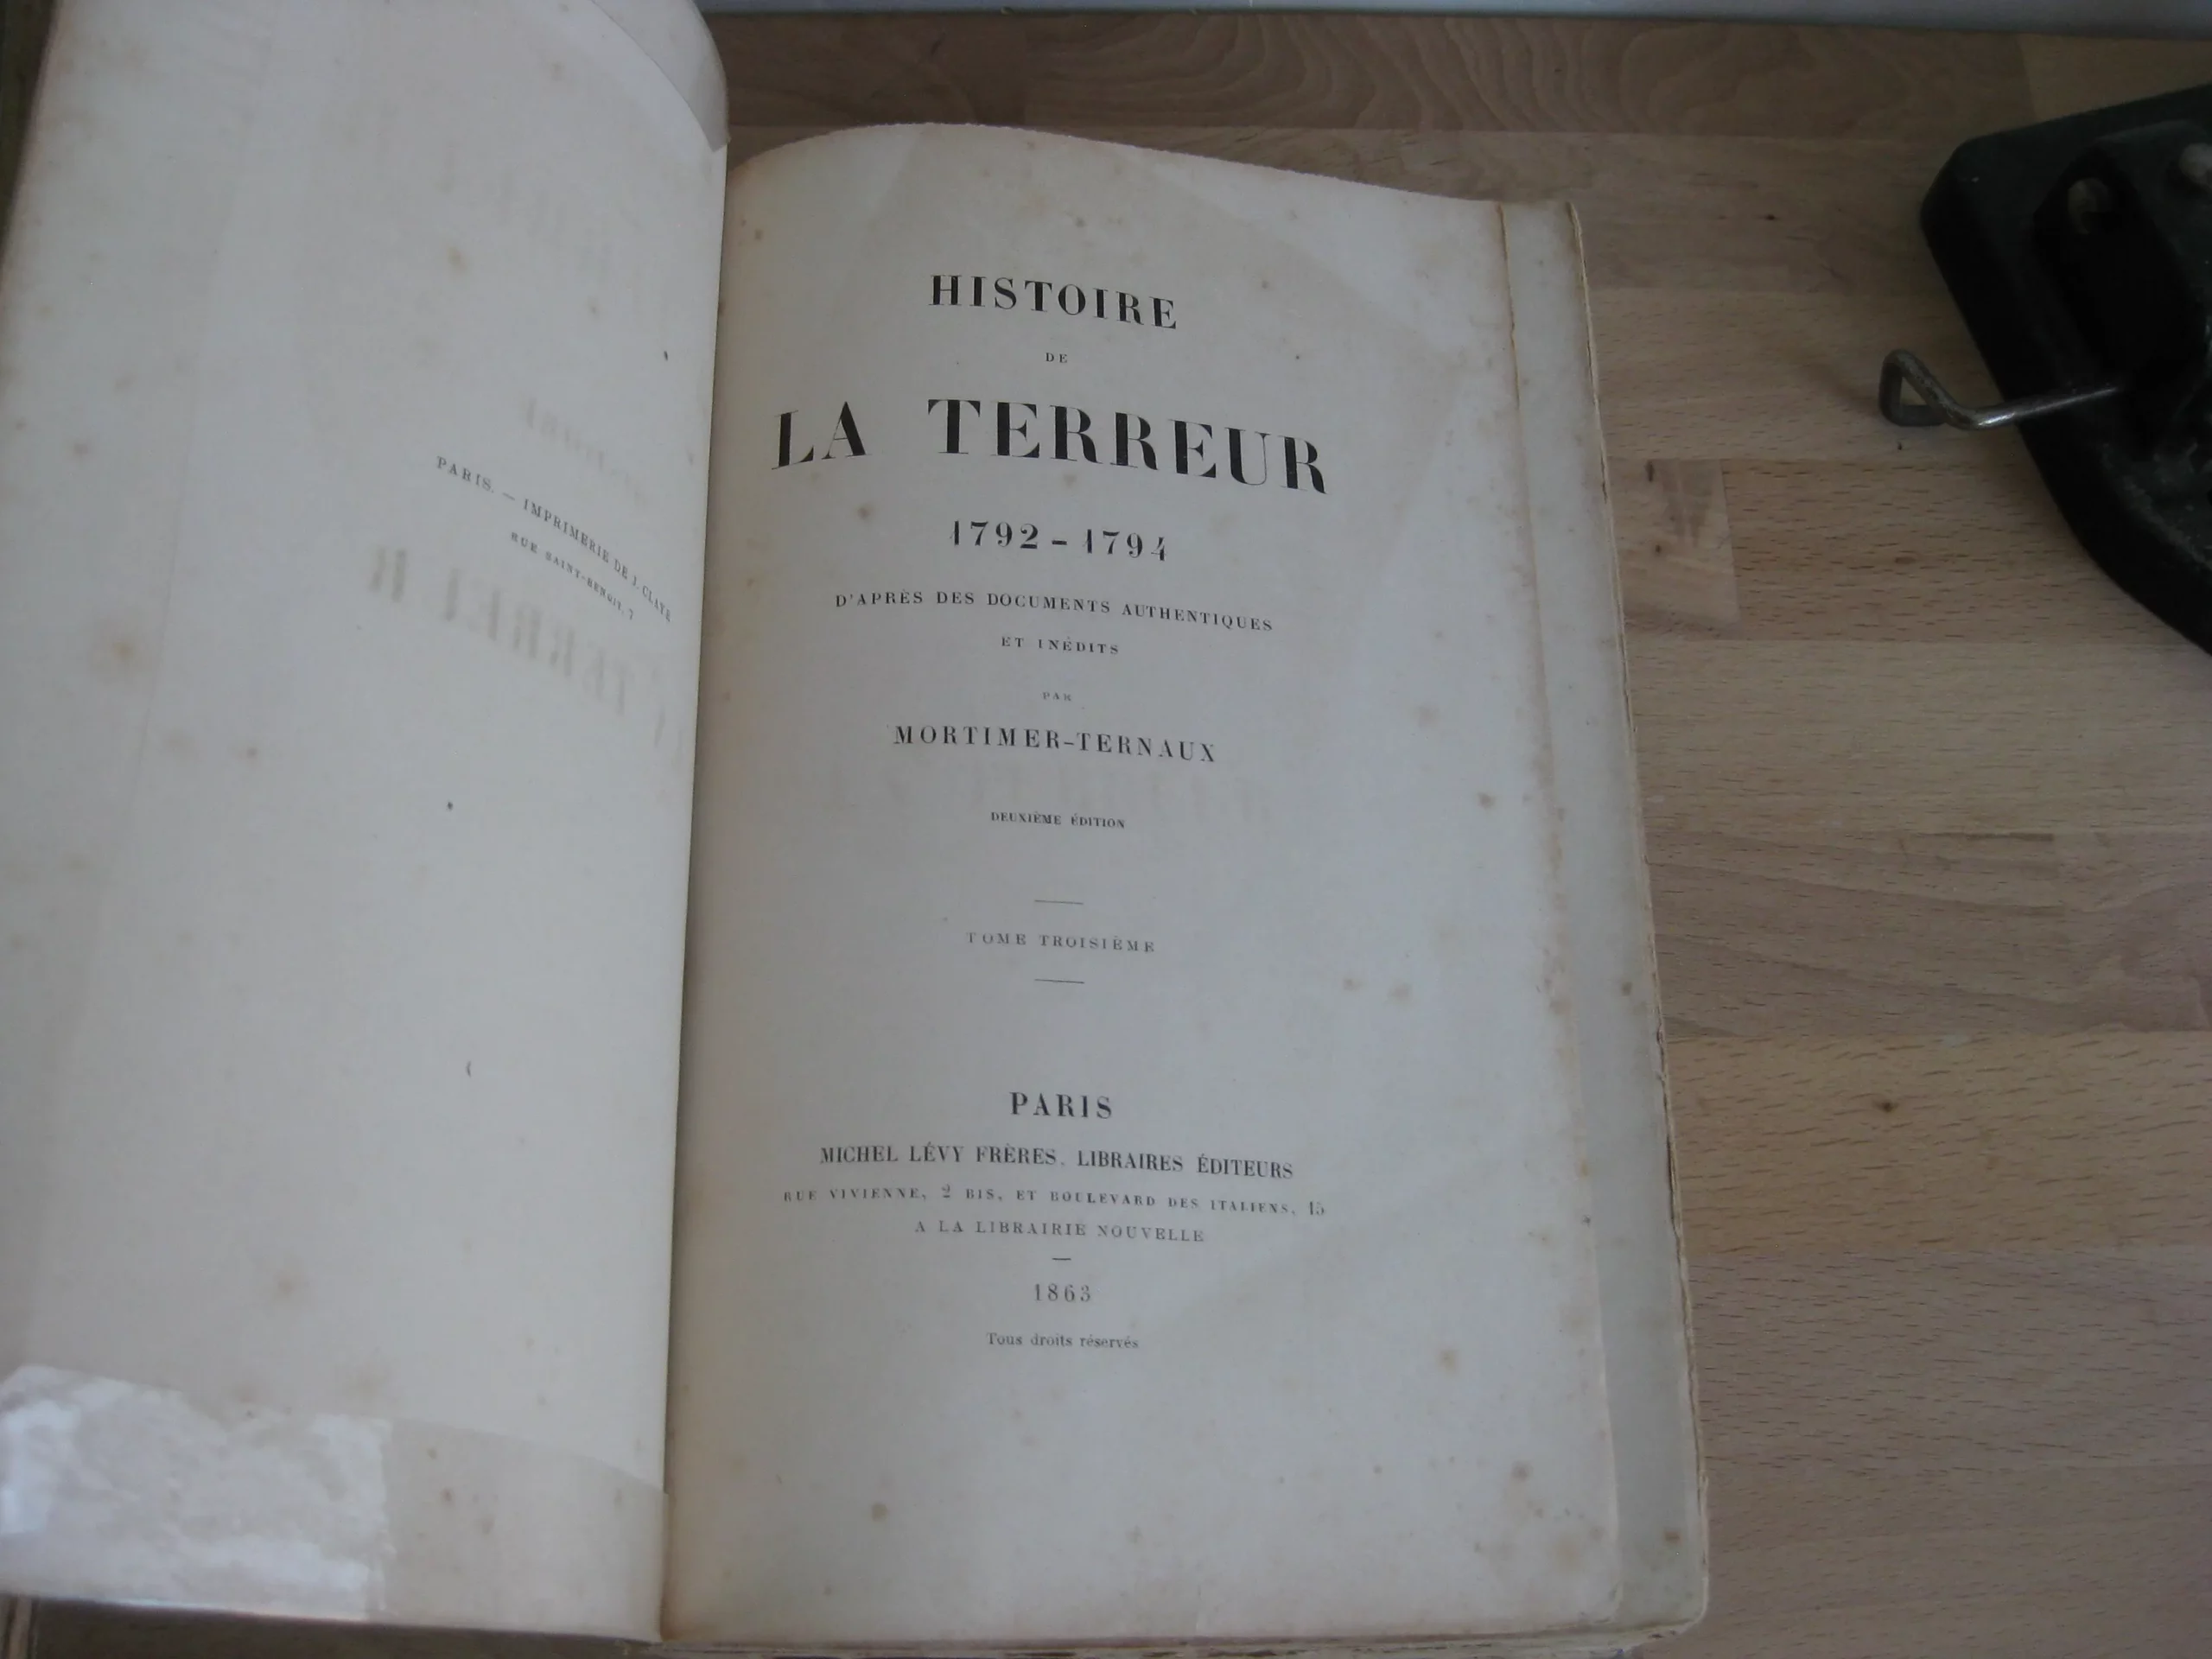 PARIS. — IMPRIMERIE DE J. CLAYE
RUE SAINT-BENOIT, 7
HISTOIRE
DE
LA TERREUR
1792-1794
D'APRÈS DES DOCUMENTS AUTHENTIQUES
ET INÉDITS
PAR
MORTIMER-TERNAUX
DEUXIÈME ÉDITION
TOME TROISIÈME
PARIS
MICHEL LÉVY FRÈRES, LIBRAIRES ÉDITEURS
RUE VIVIENNE, 2 BIS, ET BOULEVARD DES ITALIENS, 15
A LA LIBRAIRIE NOUVELLE
1863
Tous droits réservés